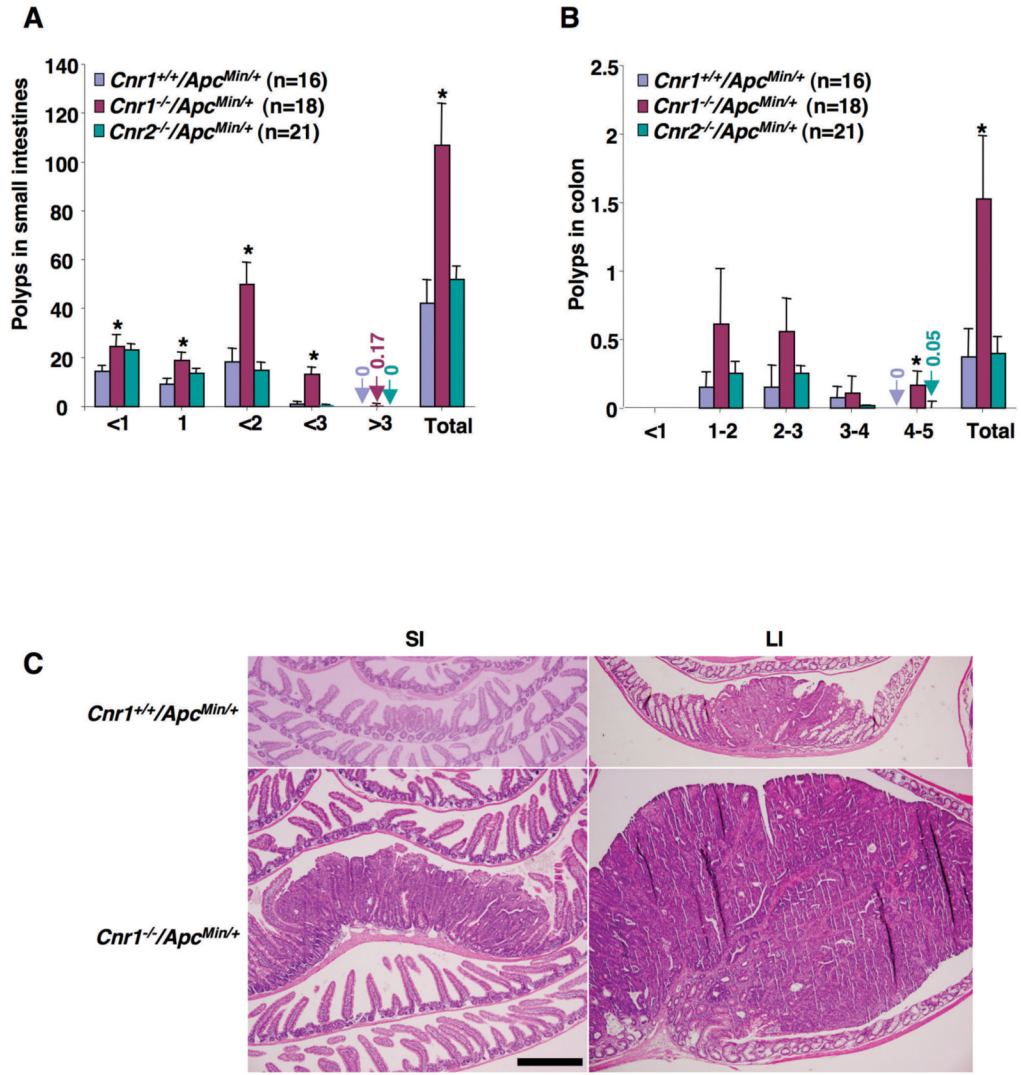 A
B
Polyps in small intestines
140
120
100
80
60
40
20
0
Cnr1+/+/ApcMin/+ (n=16)
Cnr1-/-/ApcMin/+ (n=18)
Cnr2-/-/ApcMin/+ (n=21)
*
*
*
*
*
0
0.17
0
<1 1 <2 <3 >3 Total
Polyps in colon
2.5
2
1.5
1
0.5
0
Cnr1+/+/ApcMin/+ (n=16)
Cnr1-/-/ApcMin/+ (n=18)
Cnr2-/-/ApcMin/+ (n=21)
*
*
0
0.05
<1 1-2 2-3 3-4 4-5 Total
C
SI
LI
Cnr1+/+/ApcMin/+
Cnr1-/-/ApcMin/+